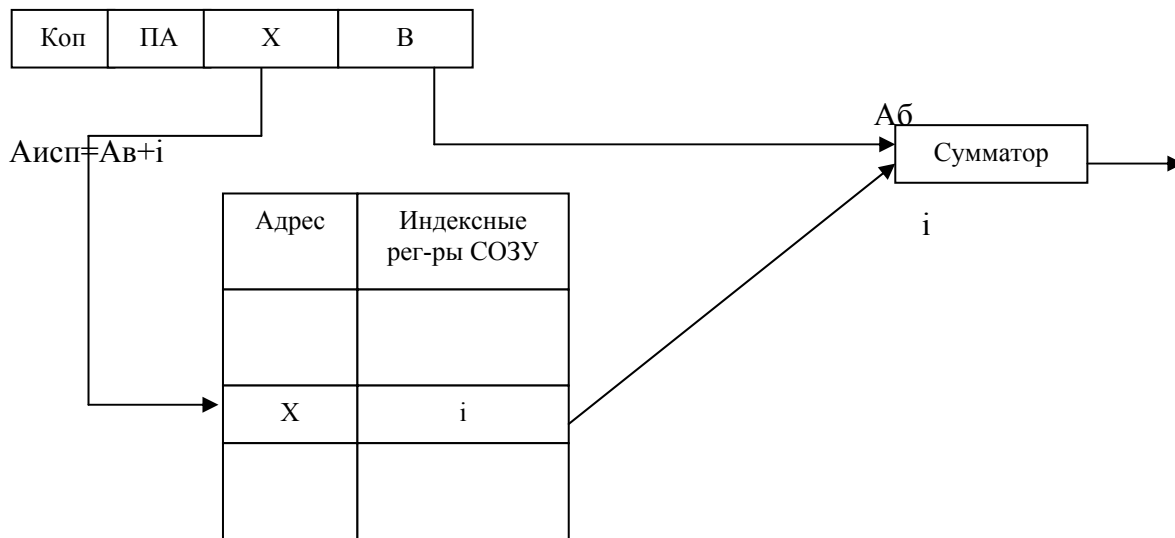 Коп ПА X B
Аб
Аисп=Ав+i
Сумматор
Адрес Индексные
рег-ры СОЗУ
i
X i